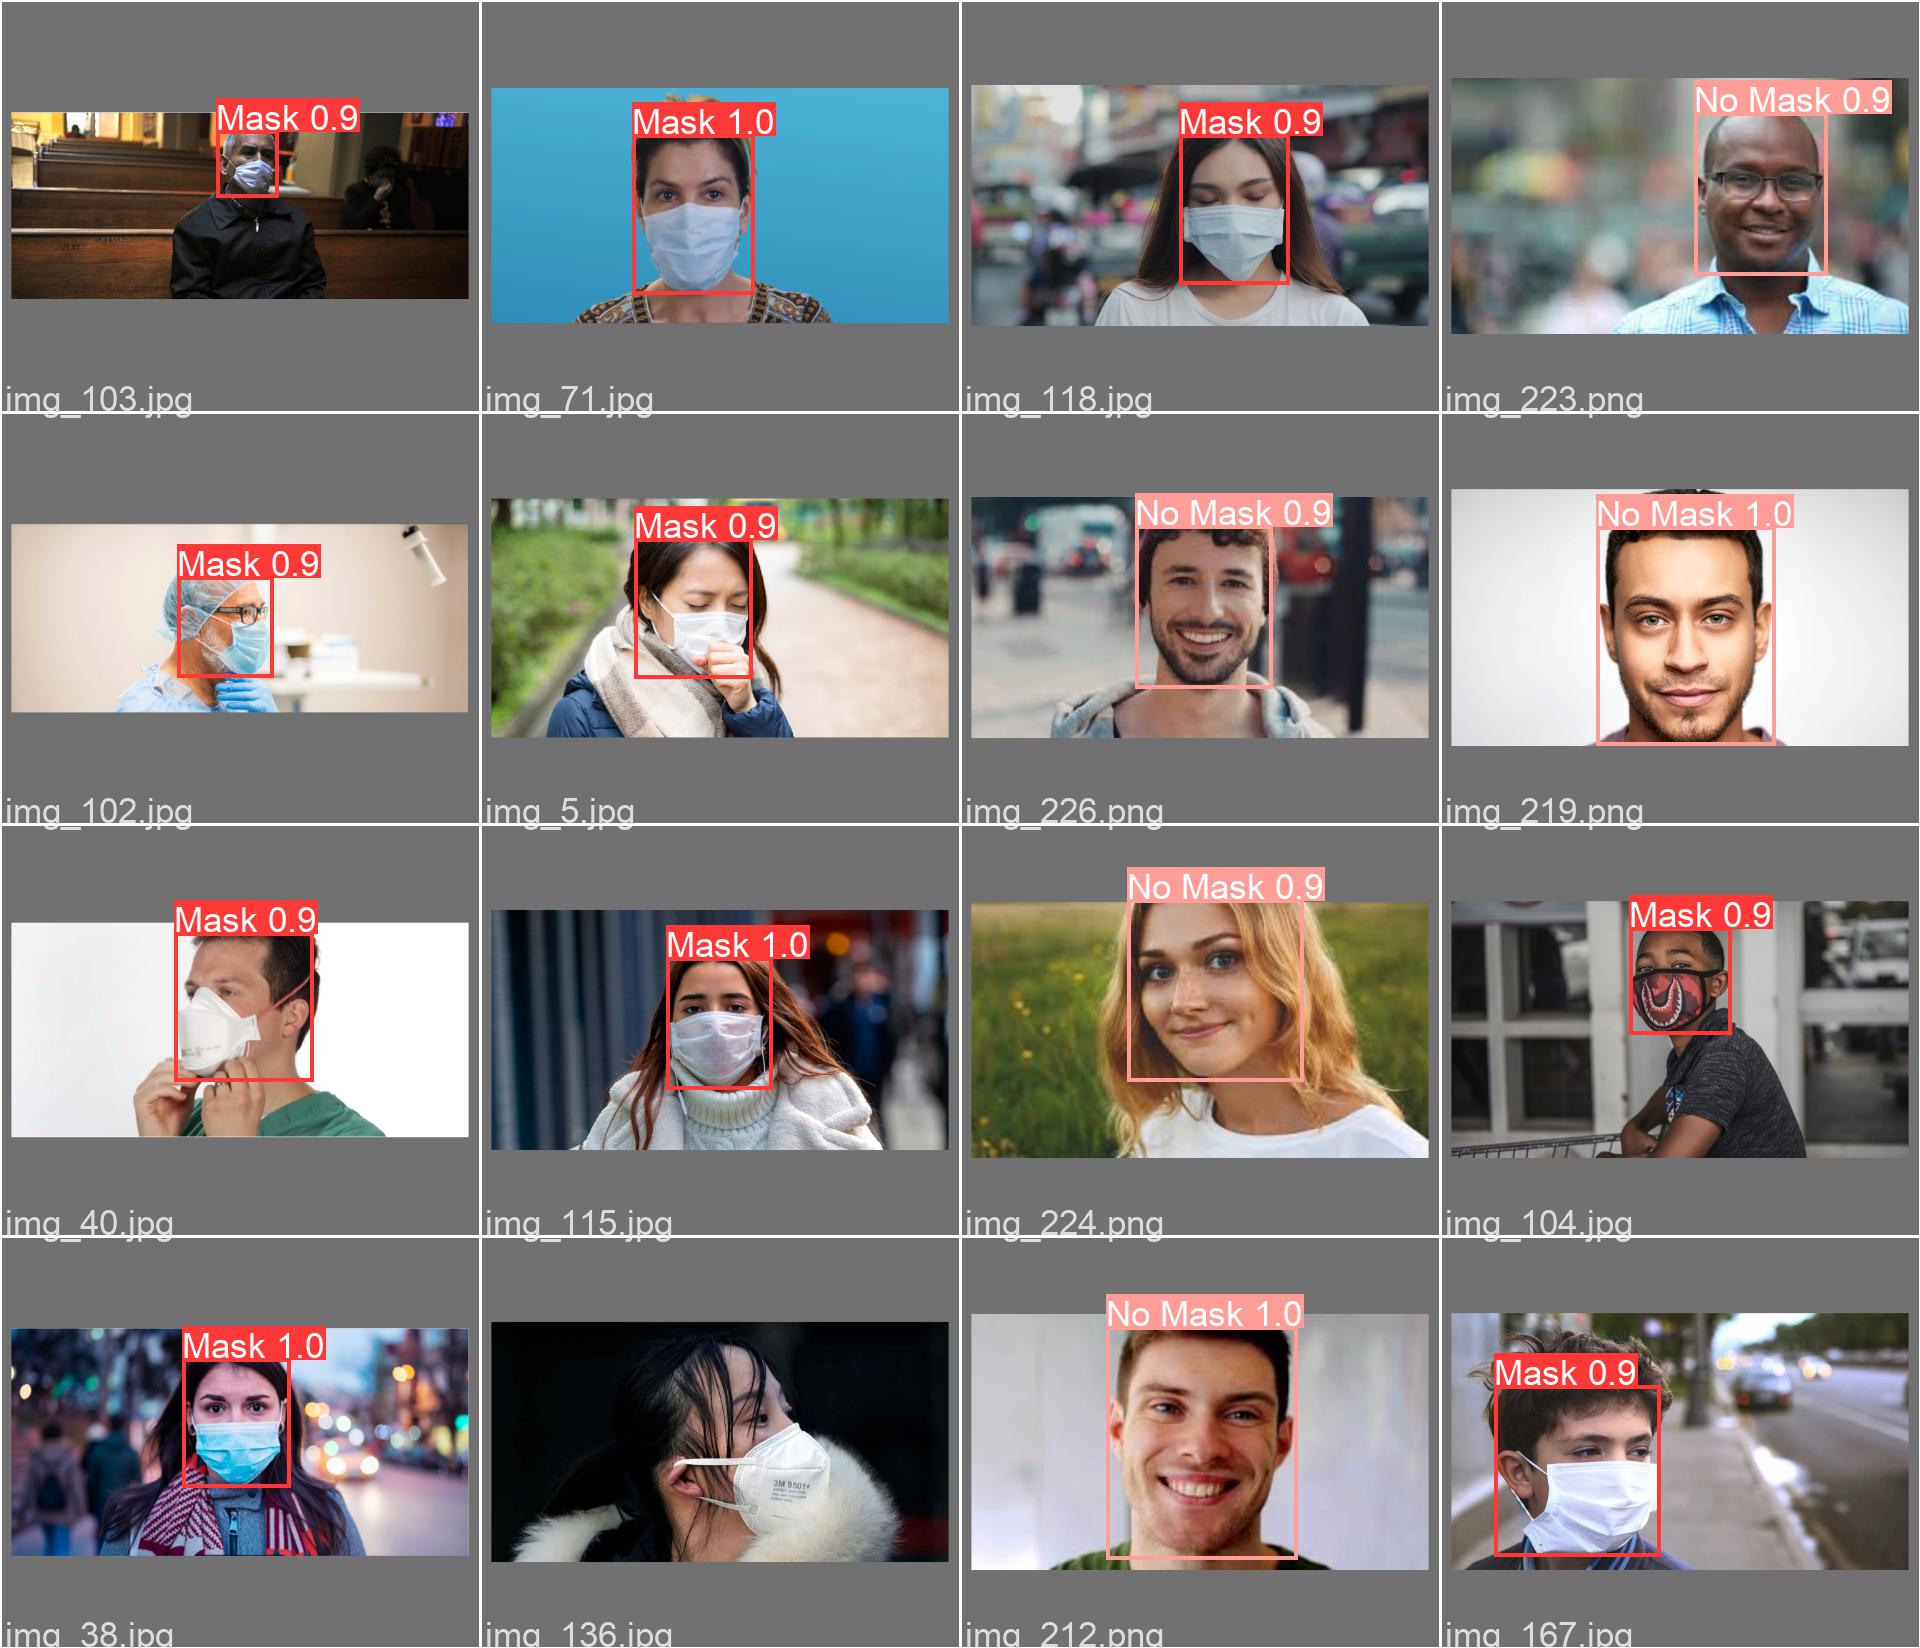 Mask 0.9
Mask 1.0
Mask 0.9
No Mask 0.9
img_103.jpg
img_71.jpg
img_118.jpg
img_223.png
Mask 0.9
Mask 0.9
No Mask 0.9
No Mask 1.0
img_102.jpg
img_5.jpg
img_226.png
img_219.png
Mask 0.9
Mask 1.0
No Mask 0.9
Mask 0.9
img_40.jpg
img_115.jpg
img_224.png
img_104.jpg
Mask 1.0
3M 9501+
No Mask 1.0
Mask 0.9
img_38.jpg
img_136.jpg
img_212.png
img_167.jpg